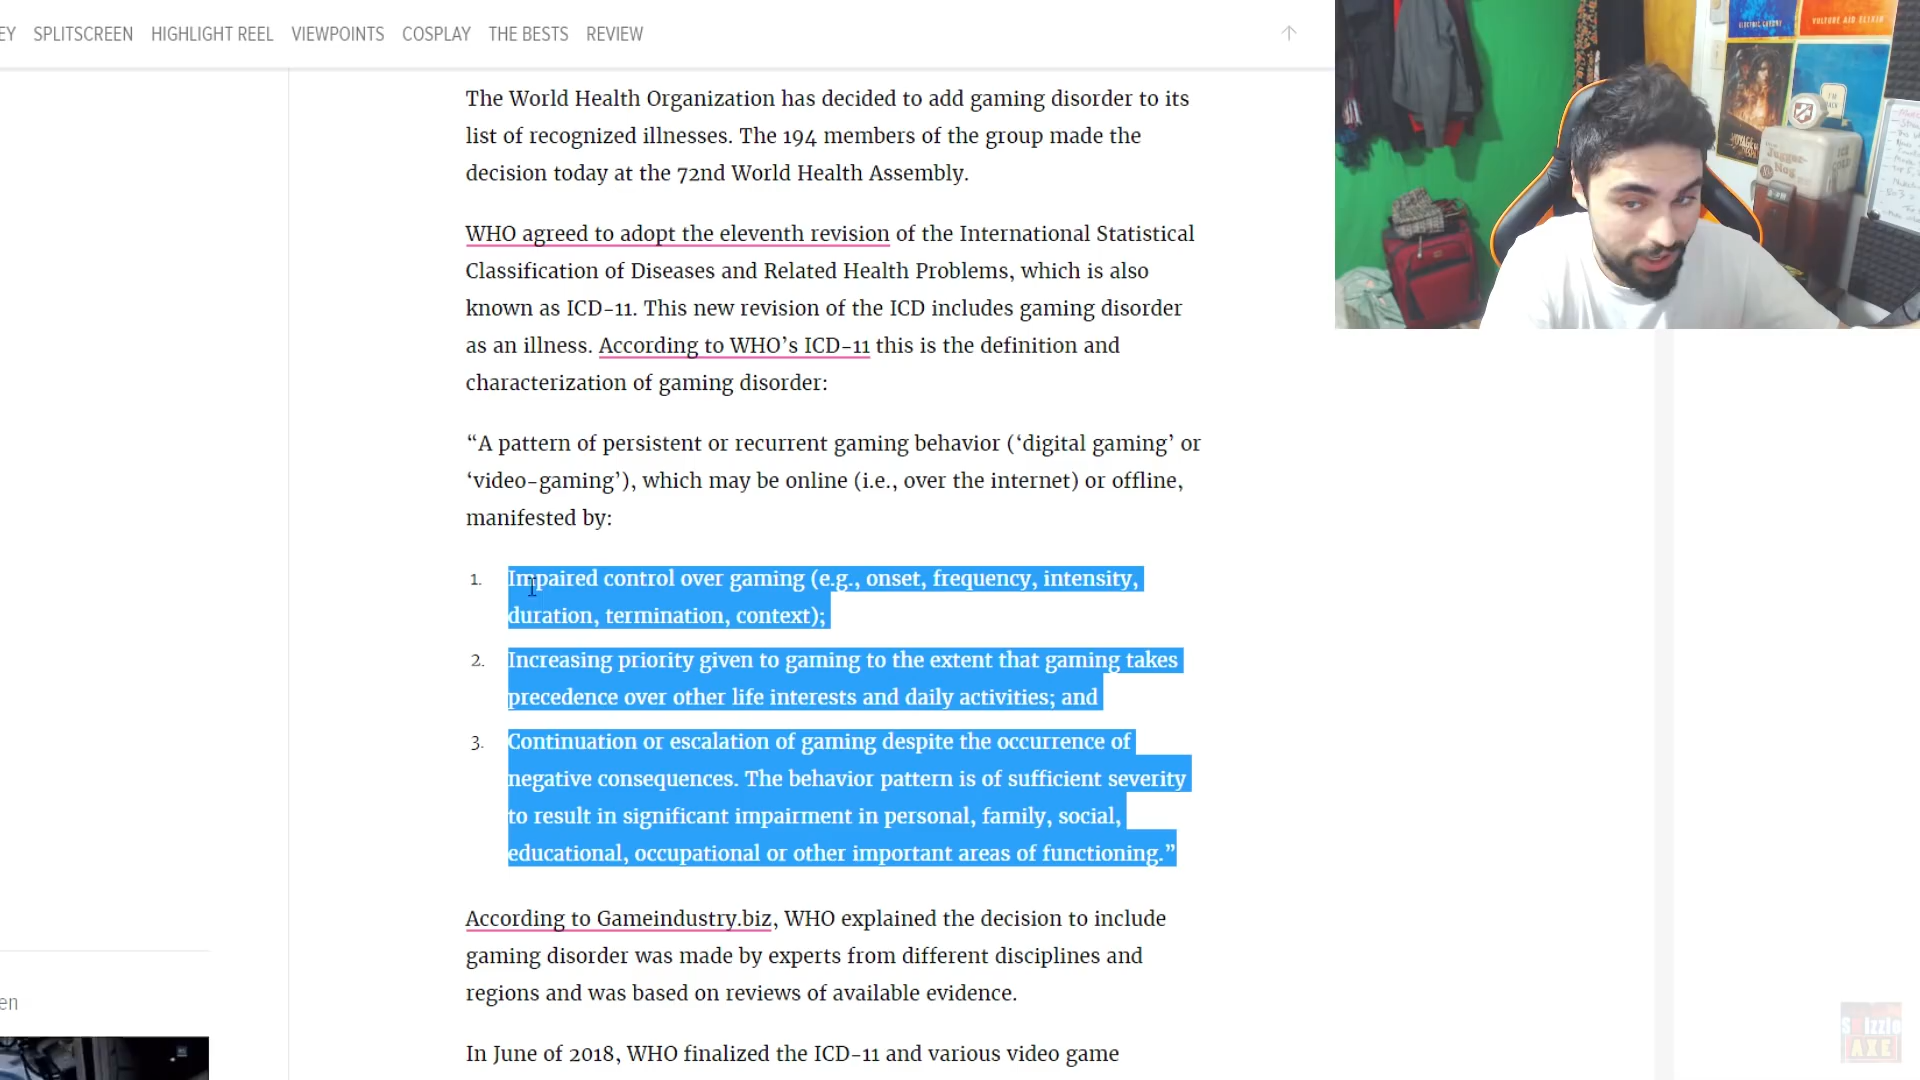 EY SPLITSCREEN HIGHLIGHT REEL VIEWPOINTS COSPLAY THE BESTS REVIEW
The World Health Organization has decided to add gaming disorder to its
list of recognized illnesses. The 194 members of the group made the
decision today at the 72nd World Health Assembly.
WHO agreed to adopt the eleventh revision of the International Statistical
Classification of Diseases and Related Health Problems, which is also
known as ICD-11. This new revision of the ICD includes gaming disorder
as an illness. According to WHO’s ICD-11 this is the definition and
characterization of gaming disorder:
“A pattern of persistent or recurrent gaming behavior (‘digital gaming’ or
‘video-gaming’), which may be online (i.e., over the internet) or offline,
manifested by:
1. Impaired control over gaming (e.g., onset, frequency, intensity,
duration, termination, context);
2. Increasing priority given to gaming to the extent that gaming takes
precedence over other life interests and daily activities; and
3. Continuation or escalation of gaming despite the occurrence of
negative consequences. The behavior pattern is of sufficient severity
to result in significant impairment in personal, family, social,
educational, occupational or other important areas of functioning.”
According to Gameindustry.biz, WHO explained the decision to include
gaming disorder was made by experts from different disciplines and
regions and was based on reviews of available evidence.
In June of 2018, WHO finalized the ICD-11 and various video game
en
VULTURE AID ELIXIR
I'M
BACK
Jugger-
Nog
ICE
COLD
AXE